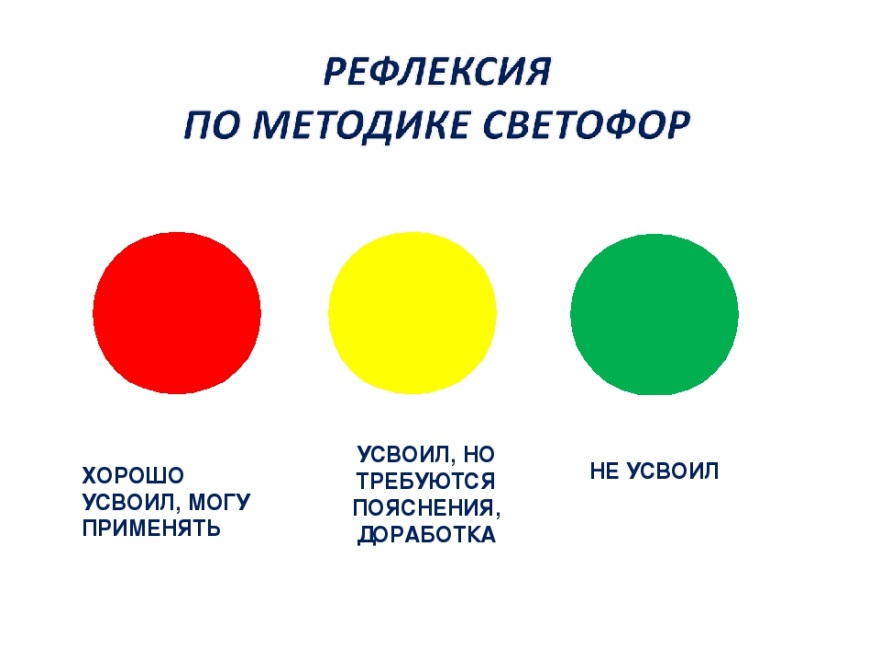 РЕФЛЕКСИЯ
ПО МЕТОДИКЕ СВЕТОФОР
ХОРОШО
УСВОИЛ, МОГУ
ПРИМЕНЯТЬ
УСВОИЛ, НО
ТРЕБУЮТСЯ
ПОЯСНЕНИЯ,
ДОРАБОТКА
НЕ УСВОИЛ